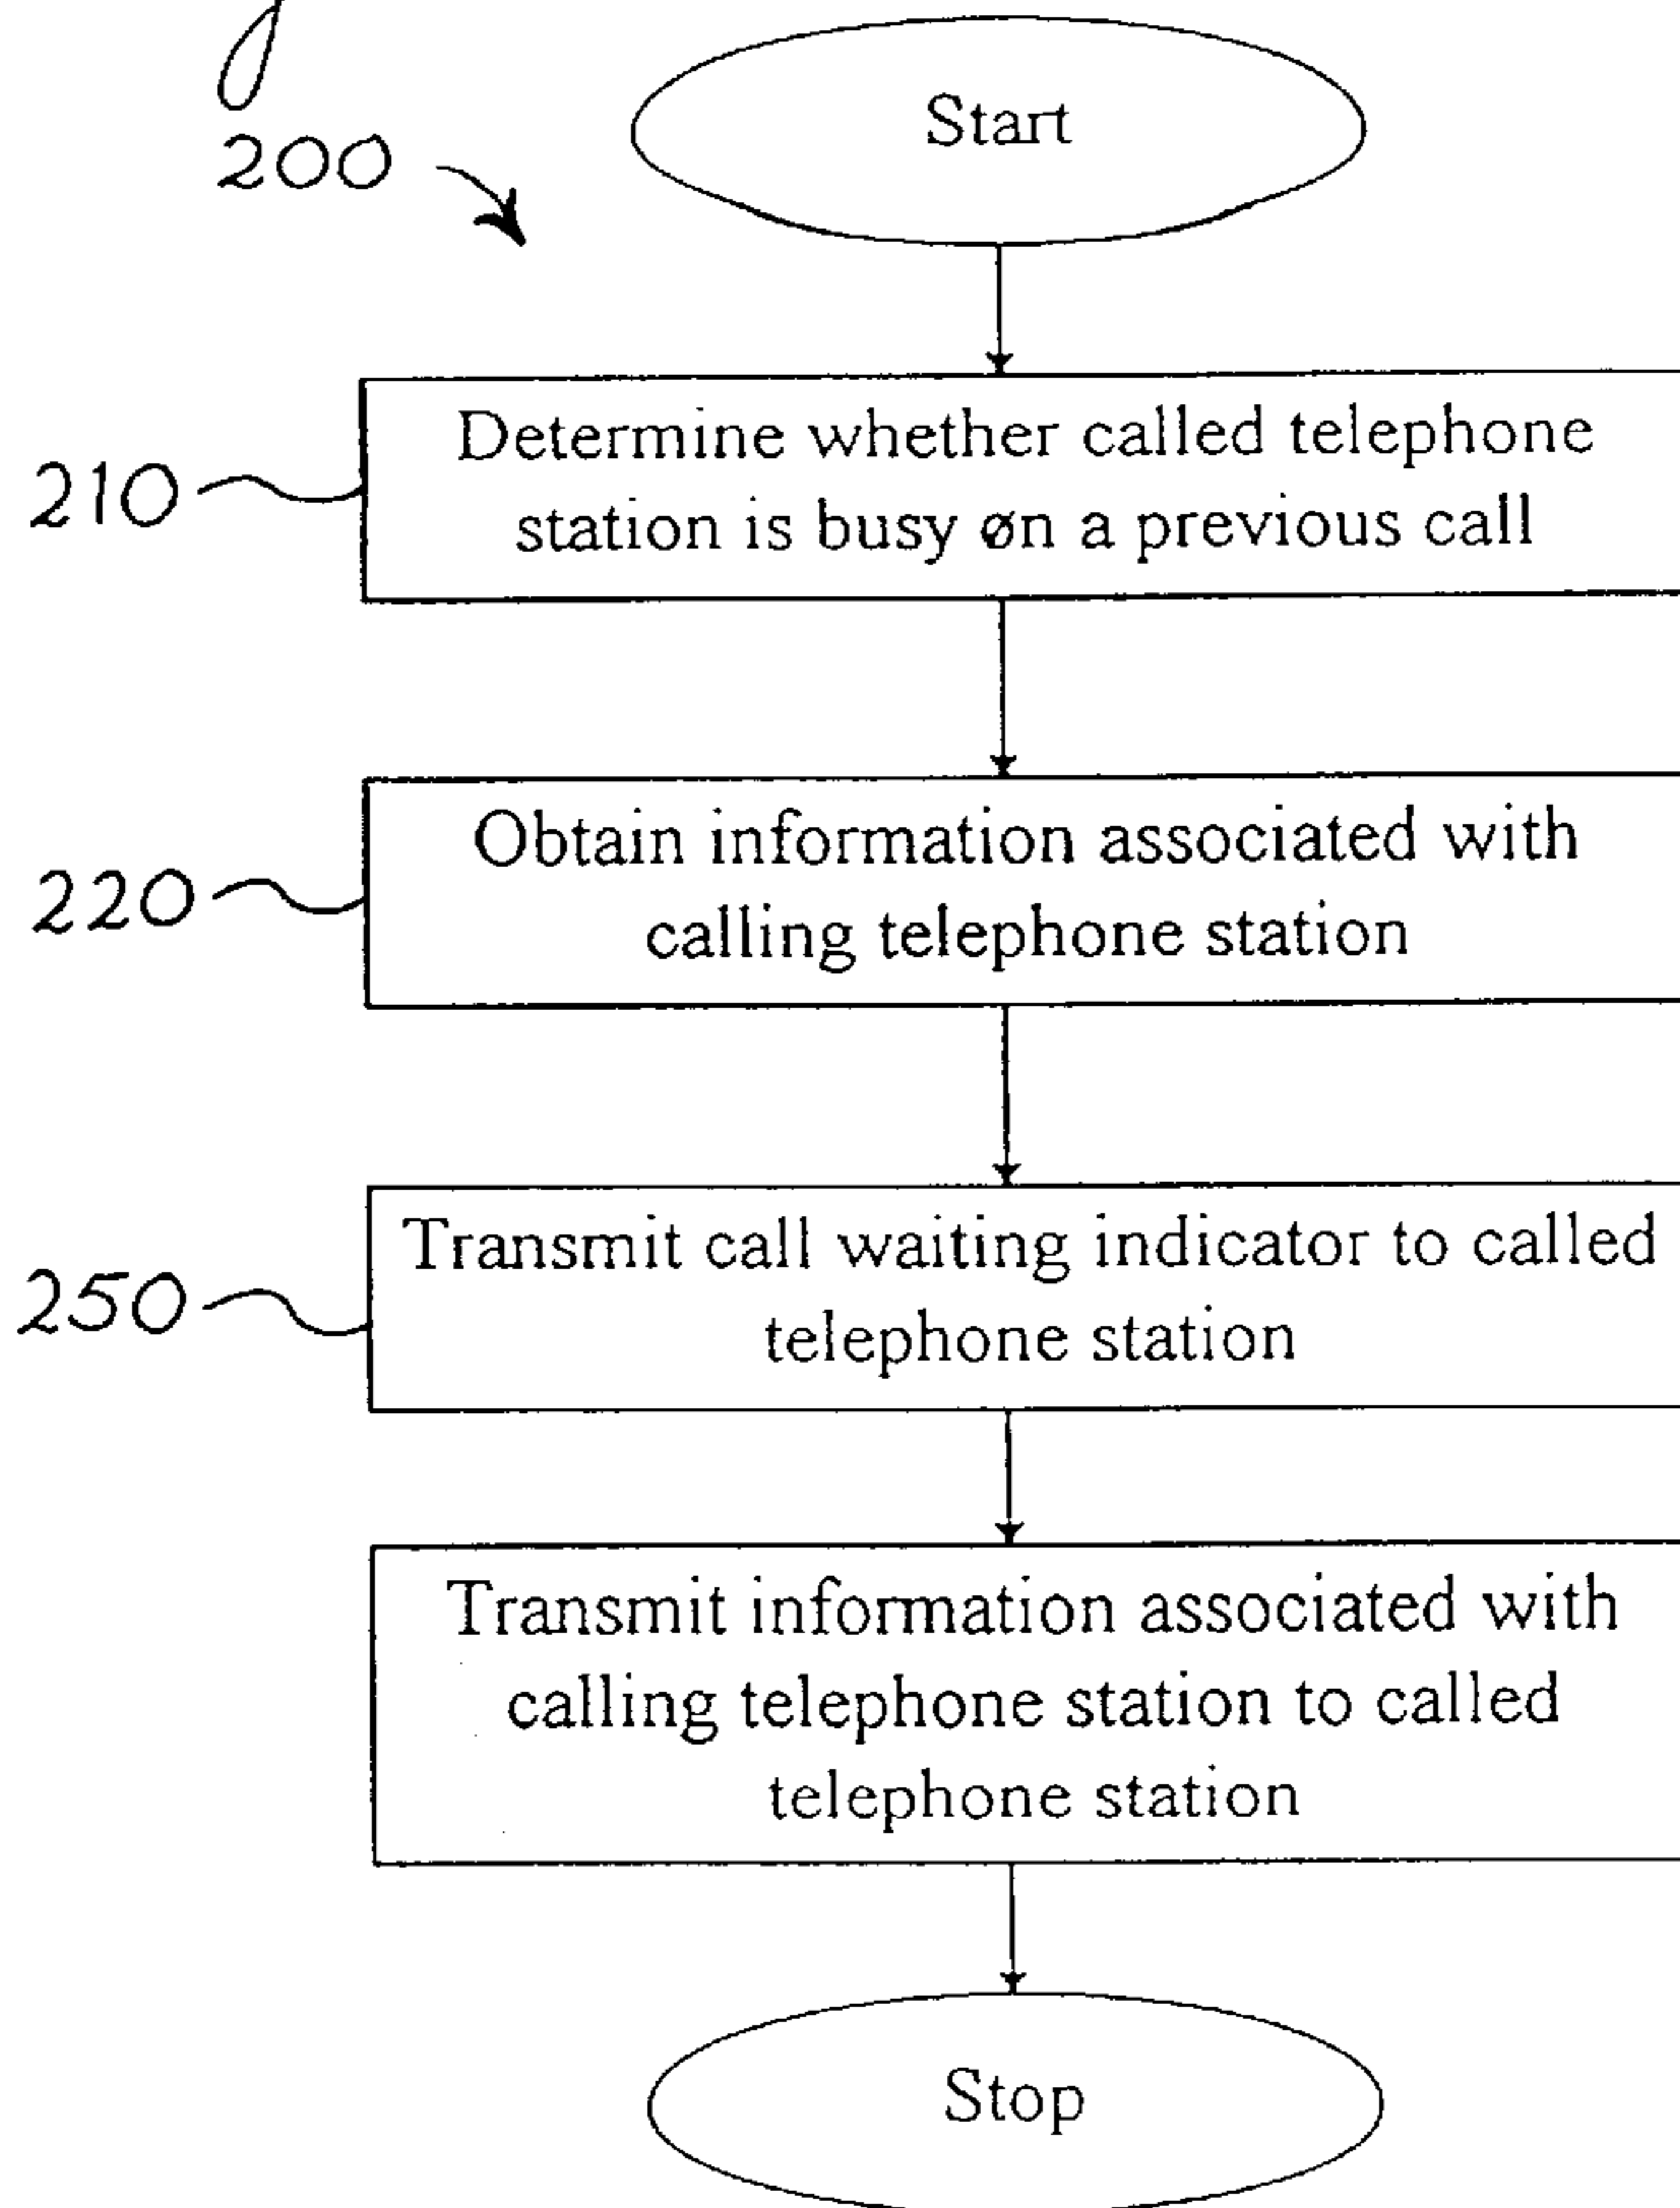 200
Start
210
Determine whether called telephone
station is busy on a previous call
220
Obtain information associated with
calling telephone station
250
Transmit call waiting indicator to called
telephone station
Transmit information associated with
calling telephone station to called
telephone station
Stop